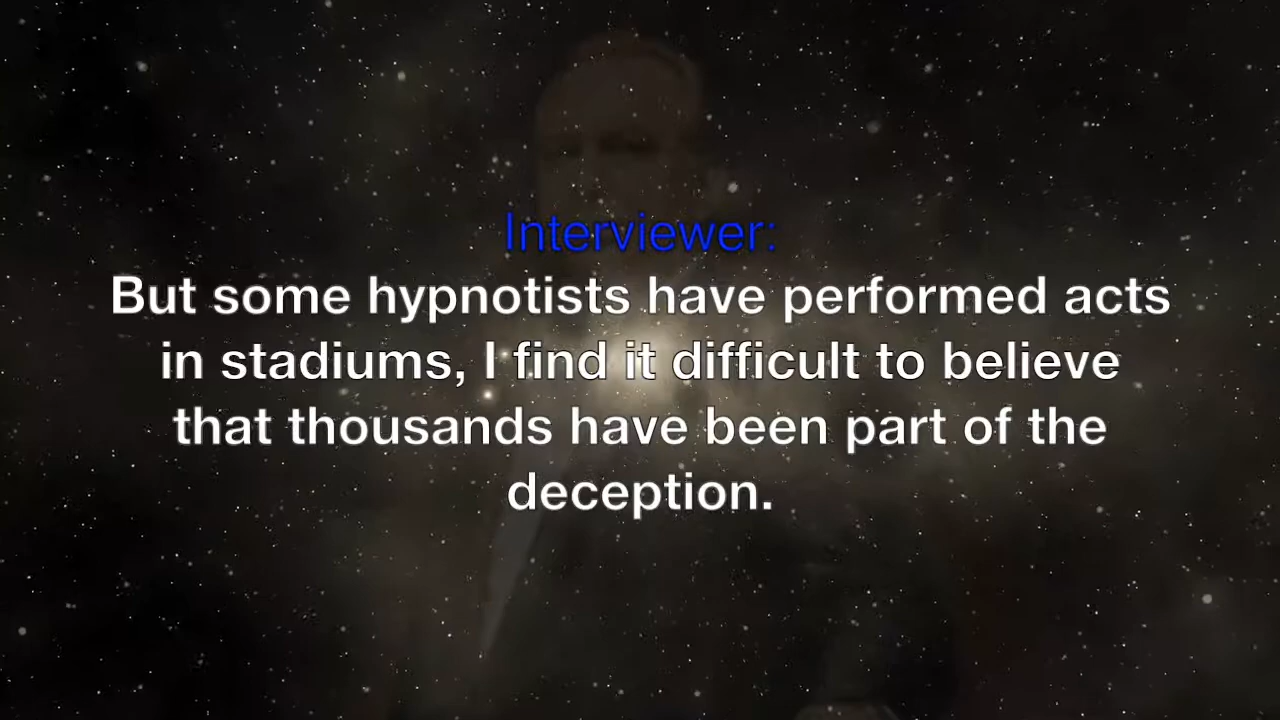 Interviewer:
But some hypnotists have performed acts
in stadiums, I find it difficult to believe
that thousands have been part of the
deception.